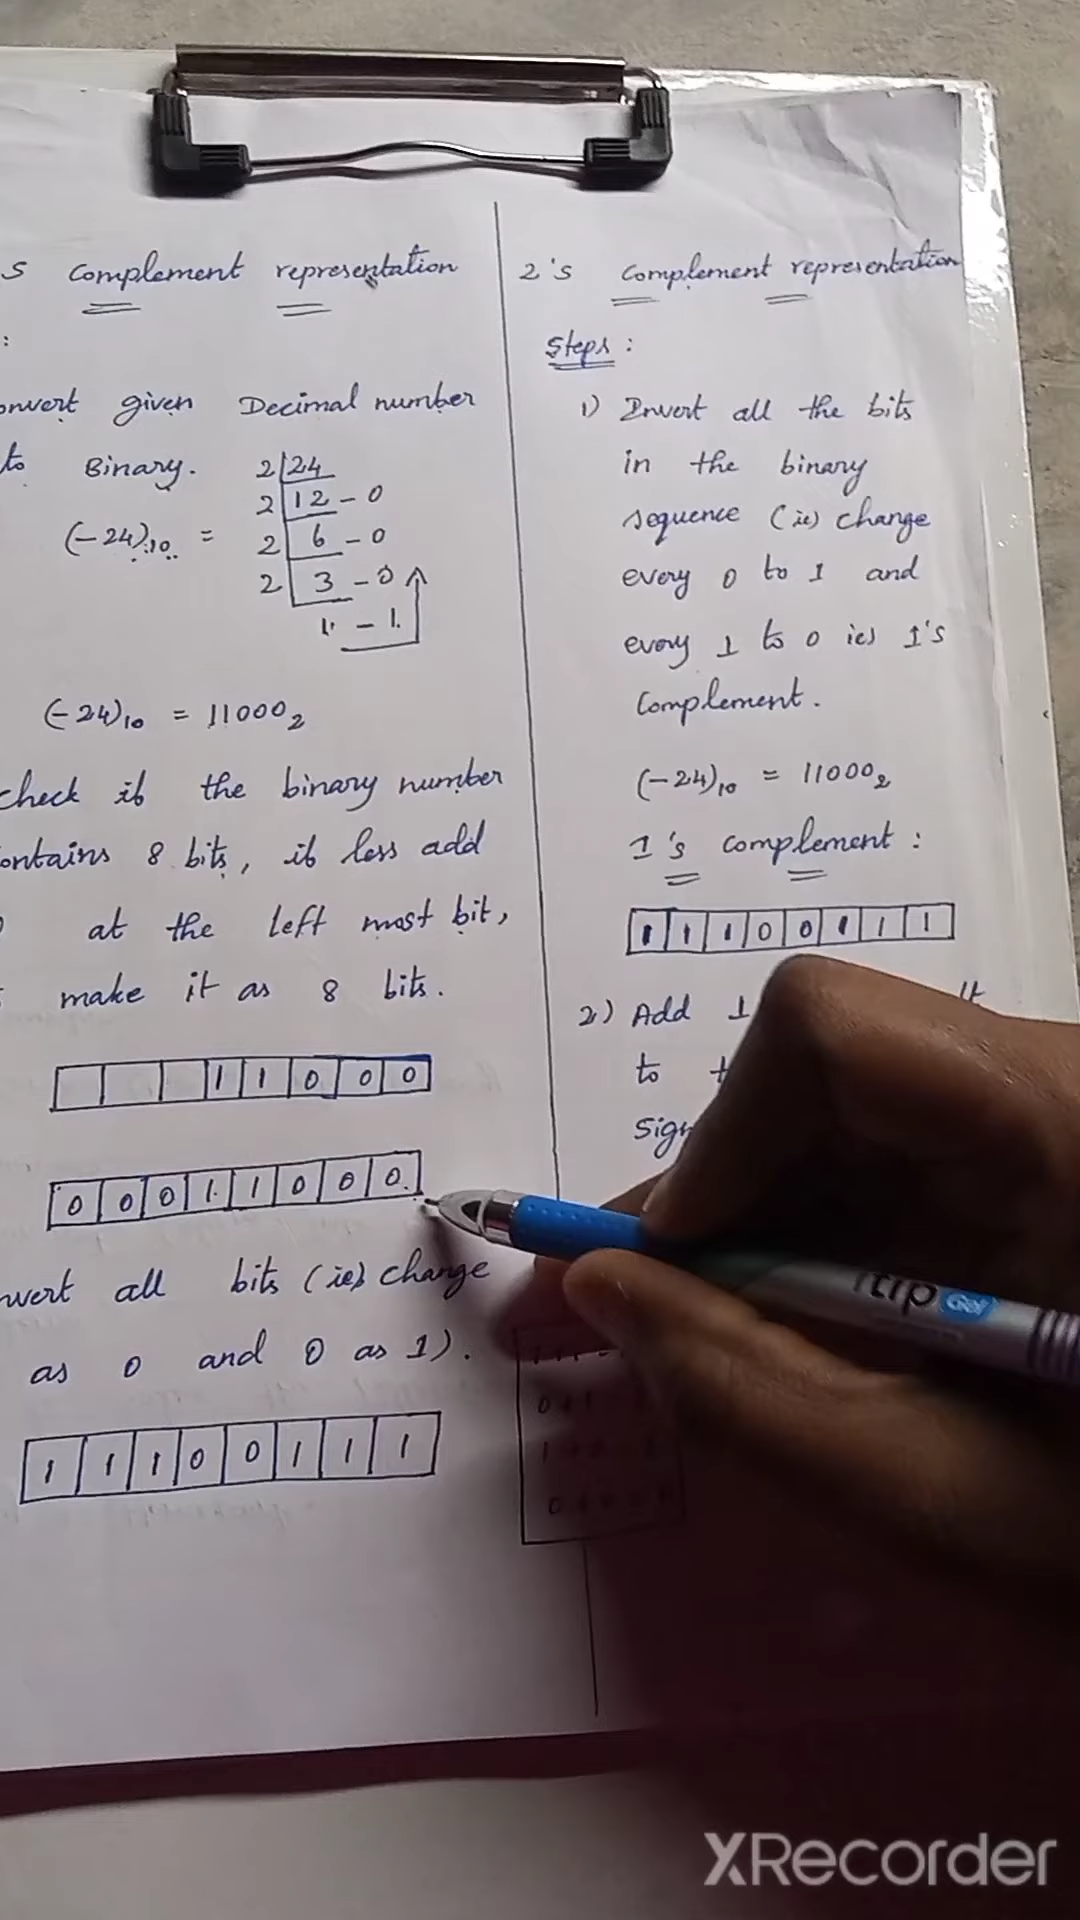 s complement representation
:
onvert given Decimal number
to Binary.
2 24
2 12 - 0
2 6 - 0
2 3 - 0
1 - 1
(-24)10 =
(-24)10 = 110002
check if the binary number
ontains 8 bits, if less add
at the left most bit,
make it as 8 bits.
1 1 0 0 0
0 0 0 1 1 0 0 0
nvert all bits (ie) change
as 0 and 0 as 1).
1 1 1 0 0 1 1 1
2's complement representation
Steps :
1) Invert all the bits
in the binary
sequence (ie) change
every 0 to 1 and
every 1 to 0 ie) 1's
complement.
(-24)10 = 110002
1's complement :
1 1 1 0 0 1 1 1
2) Add 1
to
Sign
XRecorder